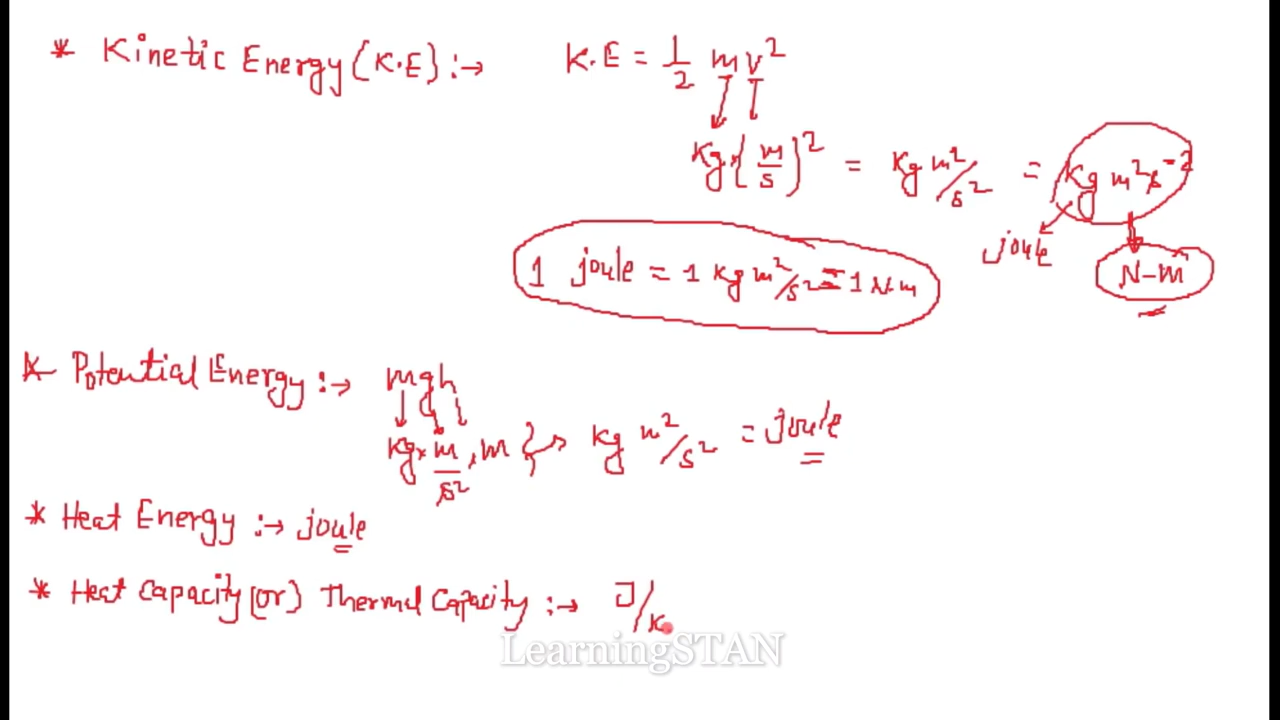 * Kinetic Energy (K.E) :→ K.E = 1/2 mv²
kg × (m/s)² = kg m²/s² = kg m² s⁻²
joule
N-m
1 joule = 1 kg m²/s² = 1 N-m
* Potential Energy :→ mgh
kg × m/s² × m } → kg m²/s² = joule
* Heat Energy :→ joule
* Heat Capacity (or) Thermal Capacity :→ J/K
LearningSTAN